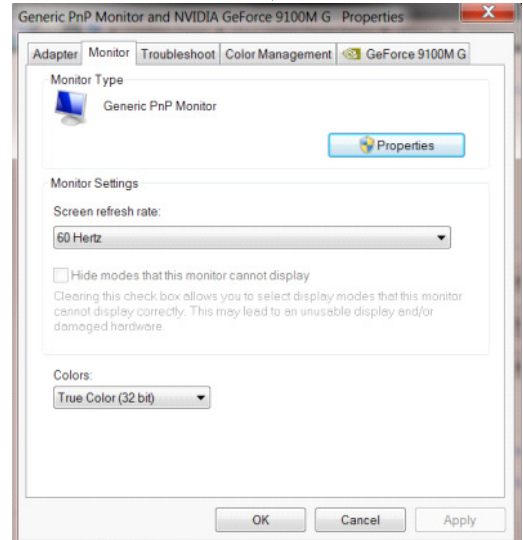 Generic PnP Monitor and NVIDIA GeForce 9100M G Properties
X
Adapter Monitor Troubleshoot Color Management GeForce 9100M G
Monitor Type
Generic PnP Monitor
Properties
Monitor Settings
Screen refresh rate:
60 Hertz
Hide modes that this monitor cannot display
Clearing this check box allows you to select display modes that this monitor
cannot display correctly. This may lead to an unusable display and/or
damaged hardware.
Colors:
True Color (32 bit)
OK Cancel Apply